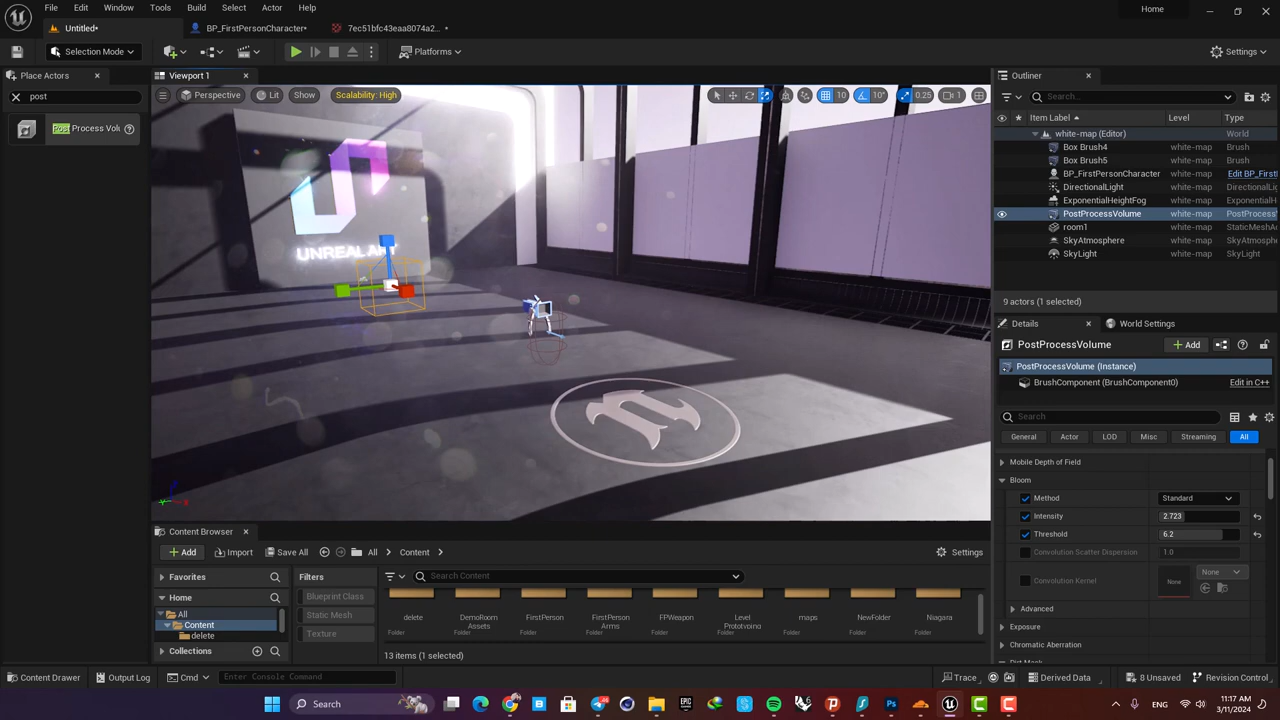 File Edit Window Tools Build Select Actor Help
Home
Untitled•
BP_FirstPersonCharacter•
7ec51bfc43eaa8074a2... •
Selection Mode
Platforms
Settings
Place Actors
Viewport 1
Outliner
post
Perspective Lit Show Scalability: High
10 10° 0.25 1
Search...
Post Process Volu
Item Label Level Type
white-map (Editor) World
Box Brush4 white-map Brush
Box Brush5 white-map Brush
BP_FirstPersonCharacter white-map Edit BP_First
DirectionalLight white-map DirectionalLi
ExponentialHeightFog white-map ExponentialH
PostProcessVolume white-map PostProcess
room1 white-map StaticMeshA
SkyAtmosphere white-map SkyAtmosphe
SkyLight white-map SkyLight
UNREAL ART
9 actors (1 selected)
Details
World Settings
PostProcessVolume
Add
PostProcessVolume (Instance)
BrushComponent (BrushComponent0) Edit in C++
Search
General Actor LOD Misc Streaming All
Mobile Depth of Field
Bloom
Method Standard
Intensity 2.723
Threshold 6.2
Convolution Scatter Dispersion 1.0
Convolution Kernel None None
Advanced
Exposure
Chromatic Aberration
Dirt Mask
Content Browser
Add Import Save All All Content Settings
Favorites
Filters
Search Content
Home
Blueprint Class
All
Static Mesh
Content
Texture
delete
Collections
delete
Folder
DemoRoom Assets
Folder
FirstPerson
Folder
FirstPerson Arms
Folder
FPWeapon
Folder
Level Prototyping
Folder
maps
Folder
NewFolder
Folder
Niagara
Folder
13 items (1 selected)
Content Drawer Output Log Cmd Enter Console Command
Trace Derived Data 8 Unsaved Revision Control
Search
11:17 AM
3/11/2024